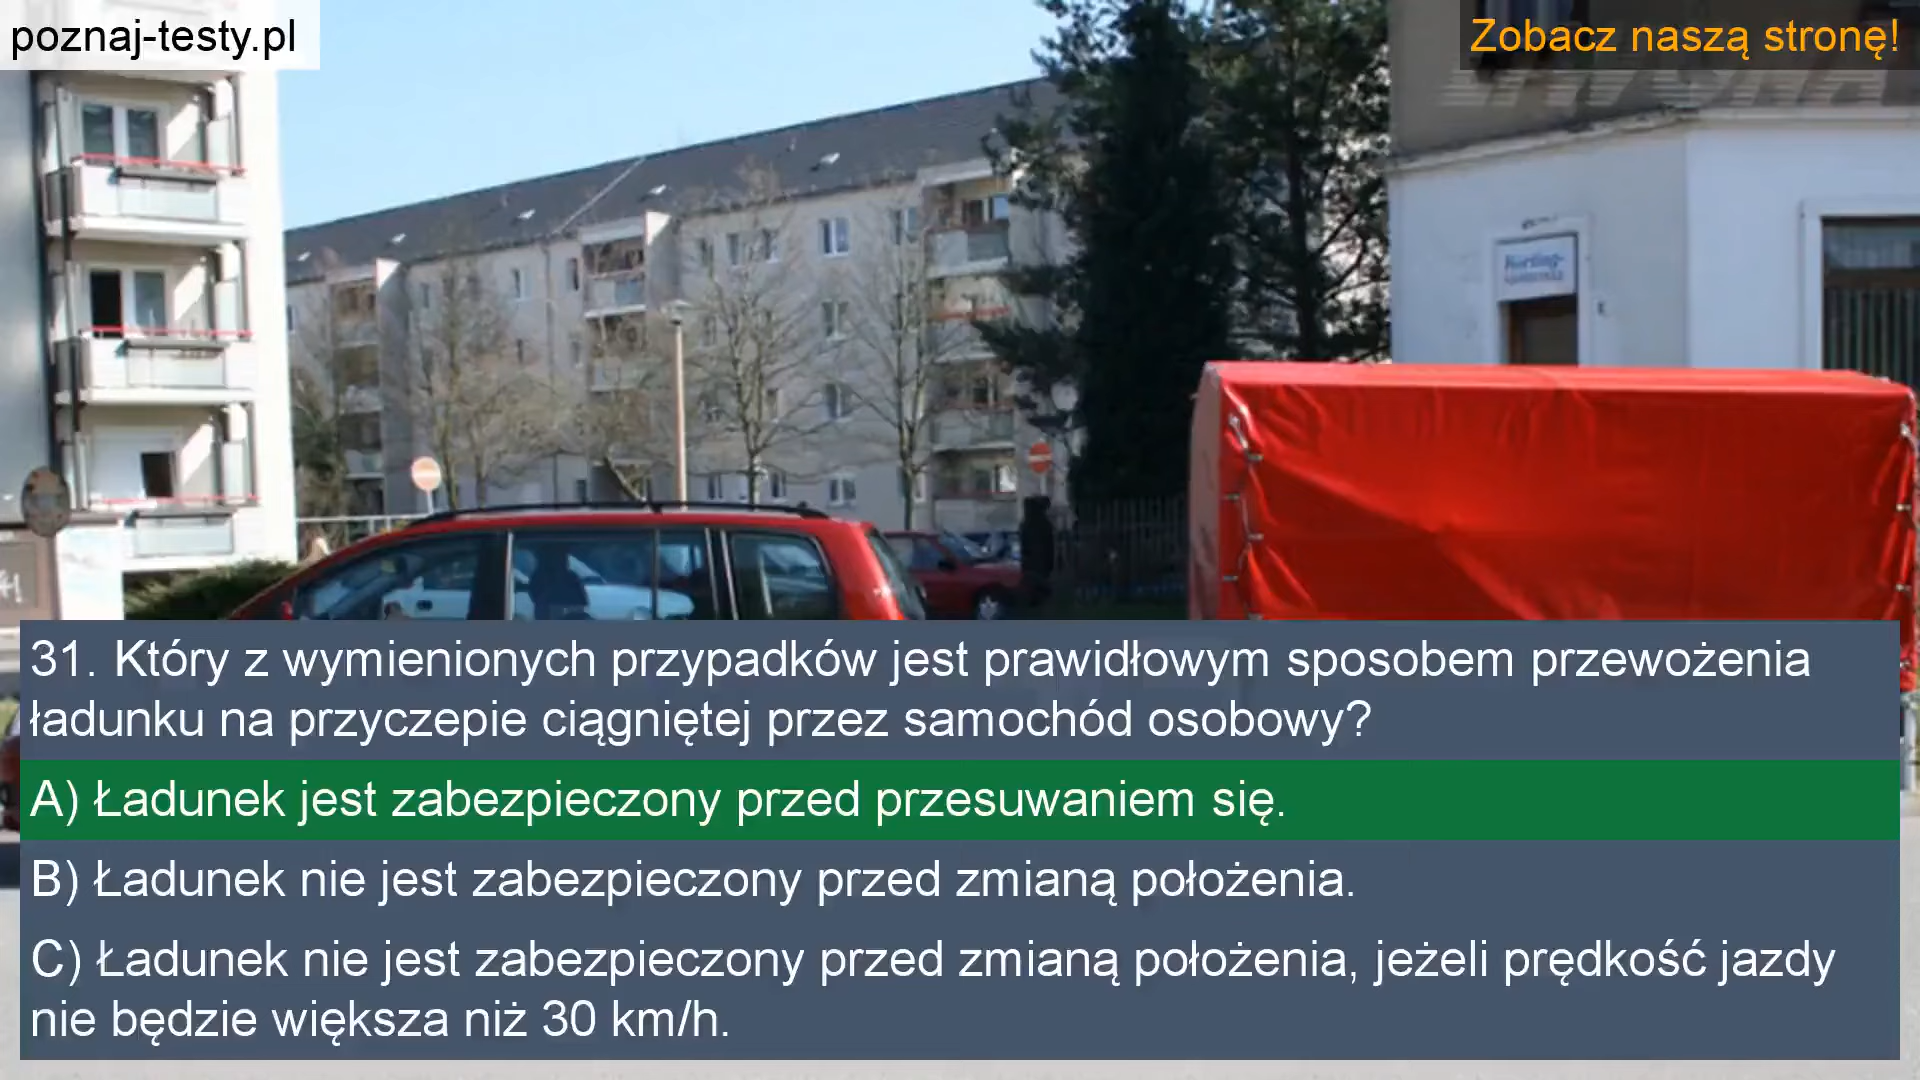 poznaj-testy.pl
Zobacz naszą stronę!
31. Który z wymienionych przypadków jest prawidłowym sposobem przewożenia
ładunku na przyczepie ciągniętej przez samochód osobowy?
A) Ładunek jest zabezpieczony przed przesuwaniem się.
B) Ładunek nie jest zabezpieczony przed zmianą położenia.
C) Ładunek nie jest zabezpieczony przed zmianą położenia, jeżeli prędkość jazdy
nie będzie większa niż 30 km/h.